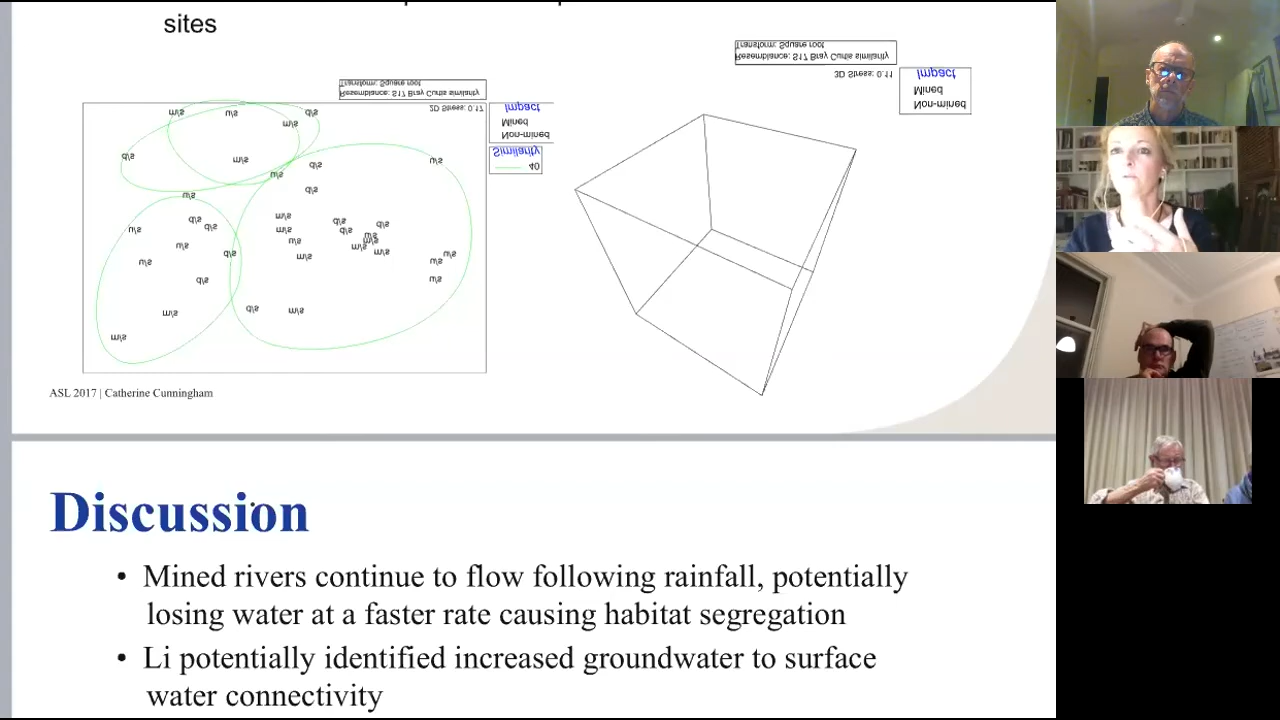 sites
Transform: Square root
Resemblance: S17 Bray Curtis similarity
2D Stress: 0.17
Impact
Mined
Non-mined
Similarity
40
m/s u/s d/s
m/s
d/s m/s u/s
d/s
u/s
d/s
u/s
m/s
d/s d/s d/s
u/s d/s m/s d/s
u/s u/s m/s
u/s m/s
d/s m/s m/s u/s
u/s u/s
d/s u/s
m/s d/s m/s
m/s
Transform: Square root
Resemblance: S17 Bray Curtis similarity
3D Stress: 0.11
Impact
Mined
Non-mined
ASL 2017 | Catherine Cunningham
Discussion
• Mined rivers continue to flow following rainfall, potentially
losing water at a faster rate causing habitat segregation
• Li potentially identified increased groundwater to surface
water connectivity